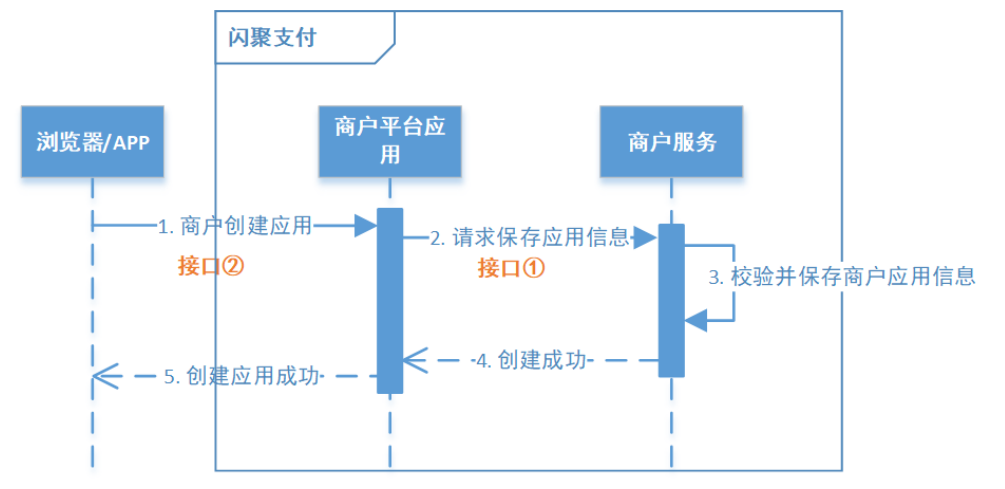 闪聚支付
浏览器/APP
商户平台应
用
商户服务
1. 商户创建应用
接口②
2. 请求保存应用信息
接口①
3. 校验并保存商户应用信息
4. 创建成功
5. 创建应用成功